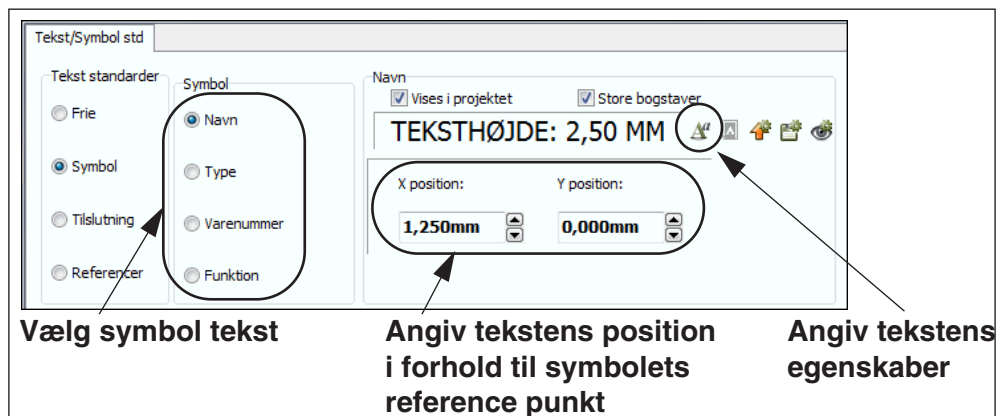 Tekst/Symbol std
Tekst standarder
Frie
Symbol
Tilslutning
Referencer
Symbol
Navn
Type
Varenummer
Funktion
Navn
Vises i projektet
Store bogstaver
TEKSTHØJDE: 2,50 MM
X position:
Y position:
1,250mm
0,000mm
Vælg symbol tekst
Angiv tekstens position
i forhold til symbolets
reference punkt
Angiv tekstens
egenskaber